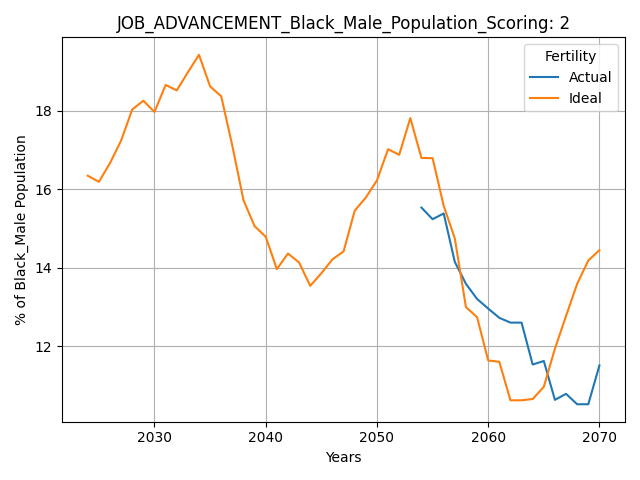 JOB_ADVANCEMENT_Black_Male_Population_Scoring: 2
Fertility
Actual
Ideal
% of Black_Male Population
18
16
14
12
2030 2040 2050 2060 2070
Years